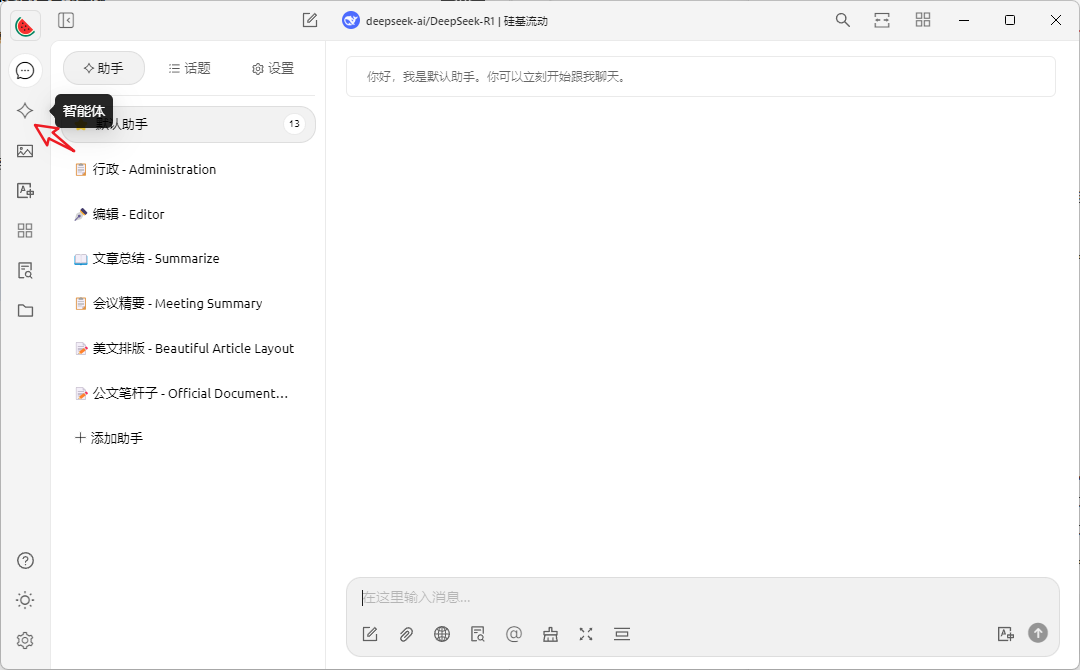 deepseek-ai/DeepSeek-R1 | 硅基流动
助手
话题
设置
智能体
默认助手
13
行政 - Administration
编辑 - Editor
文章总结 - Summarize
会议精要 - Meeting Summary
美文排版 - Beautiful Article Layout
公文笔杆子 - Official Document...
添加助手
你好，我是默认助手。你可以立刻开始跟我聊天。
在这里输入消息...